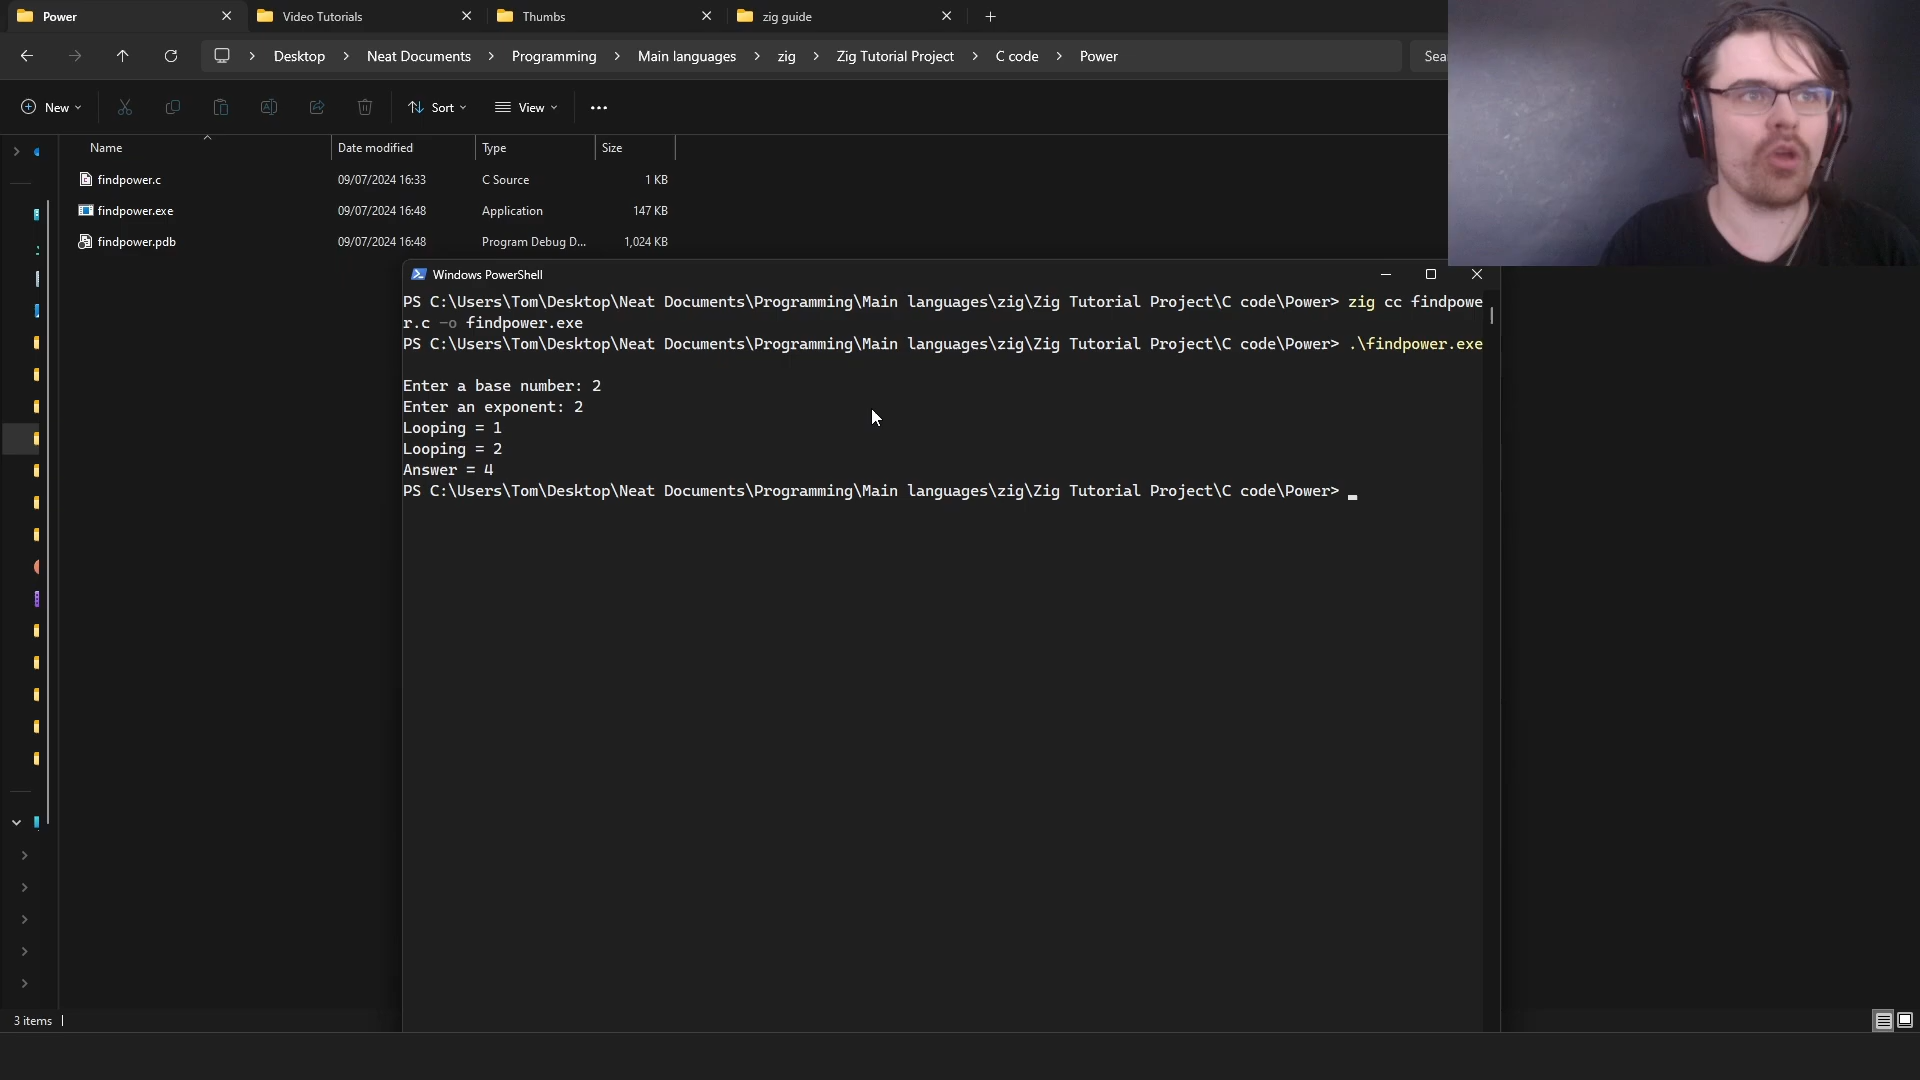 Power
Video Tutorials
Thumbs
zig guide
Desktop > Neat Documents > Programming > Main languages > zig > Zig Tutorial Project > C code > Power
Sea
New
Sort
View
Name Date modified Type Size
findpower.c 09/07/2024 16:33 C Source 1 KB
findpower.exe 09/07/2024 16:48 Application 147 KB
findpower.pdb 09/07/2024 16:48 Program Debug D... 1,024 KB
Windows PowerShell
PS C:\Users\Tom\Desktop\Neat Documents\Programming\Main languages\zig\Zig Tutorial Project\C code\Power> zig cc findpowe
r.c -o findpower.exe
PS C:\Users\Tom\Desktop\Neat Documents\Programming\Main languages\zig\Zig Tutorial Project\C code\Power> .\findpower.exe
Enter a base number: 2
Enter an exponent: 2
Looping = 1
Looping = 2
Answer = 4
PS C:\Users\Tom\Desktop\Neat Documents\Programming\Main languages\zig\Zig Tutorial Project\C code\Power>
3 items